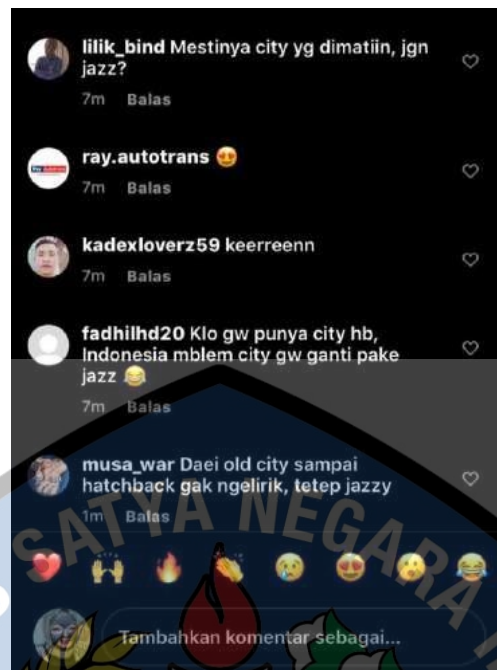 lilik_bind Mestinya city yg dimatiin, jgn
jazz?
7m Balas
ray.autotrans 😍
7m Balas
kadexloverz59 keerreenn
7m Balas
fadhilhd20 Klo gw punya city hb,
Indonesia mblem city gw ganti pake
jazz 😂
7m Balas
musa_war Daei old city sampai
hatchback gak ngelirik, tetep jazzy
1m Balas
SATYA NEGARA
❤️ 🙌 🔥 👏 😢 😍 😮 😂
Tambahkan komentar sebagai...